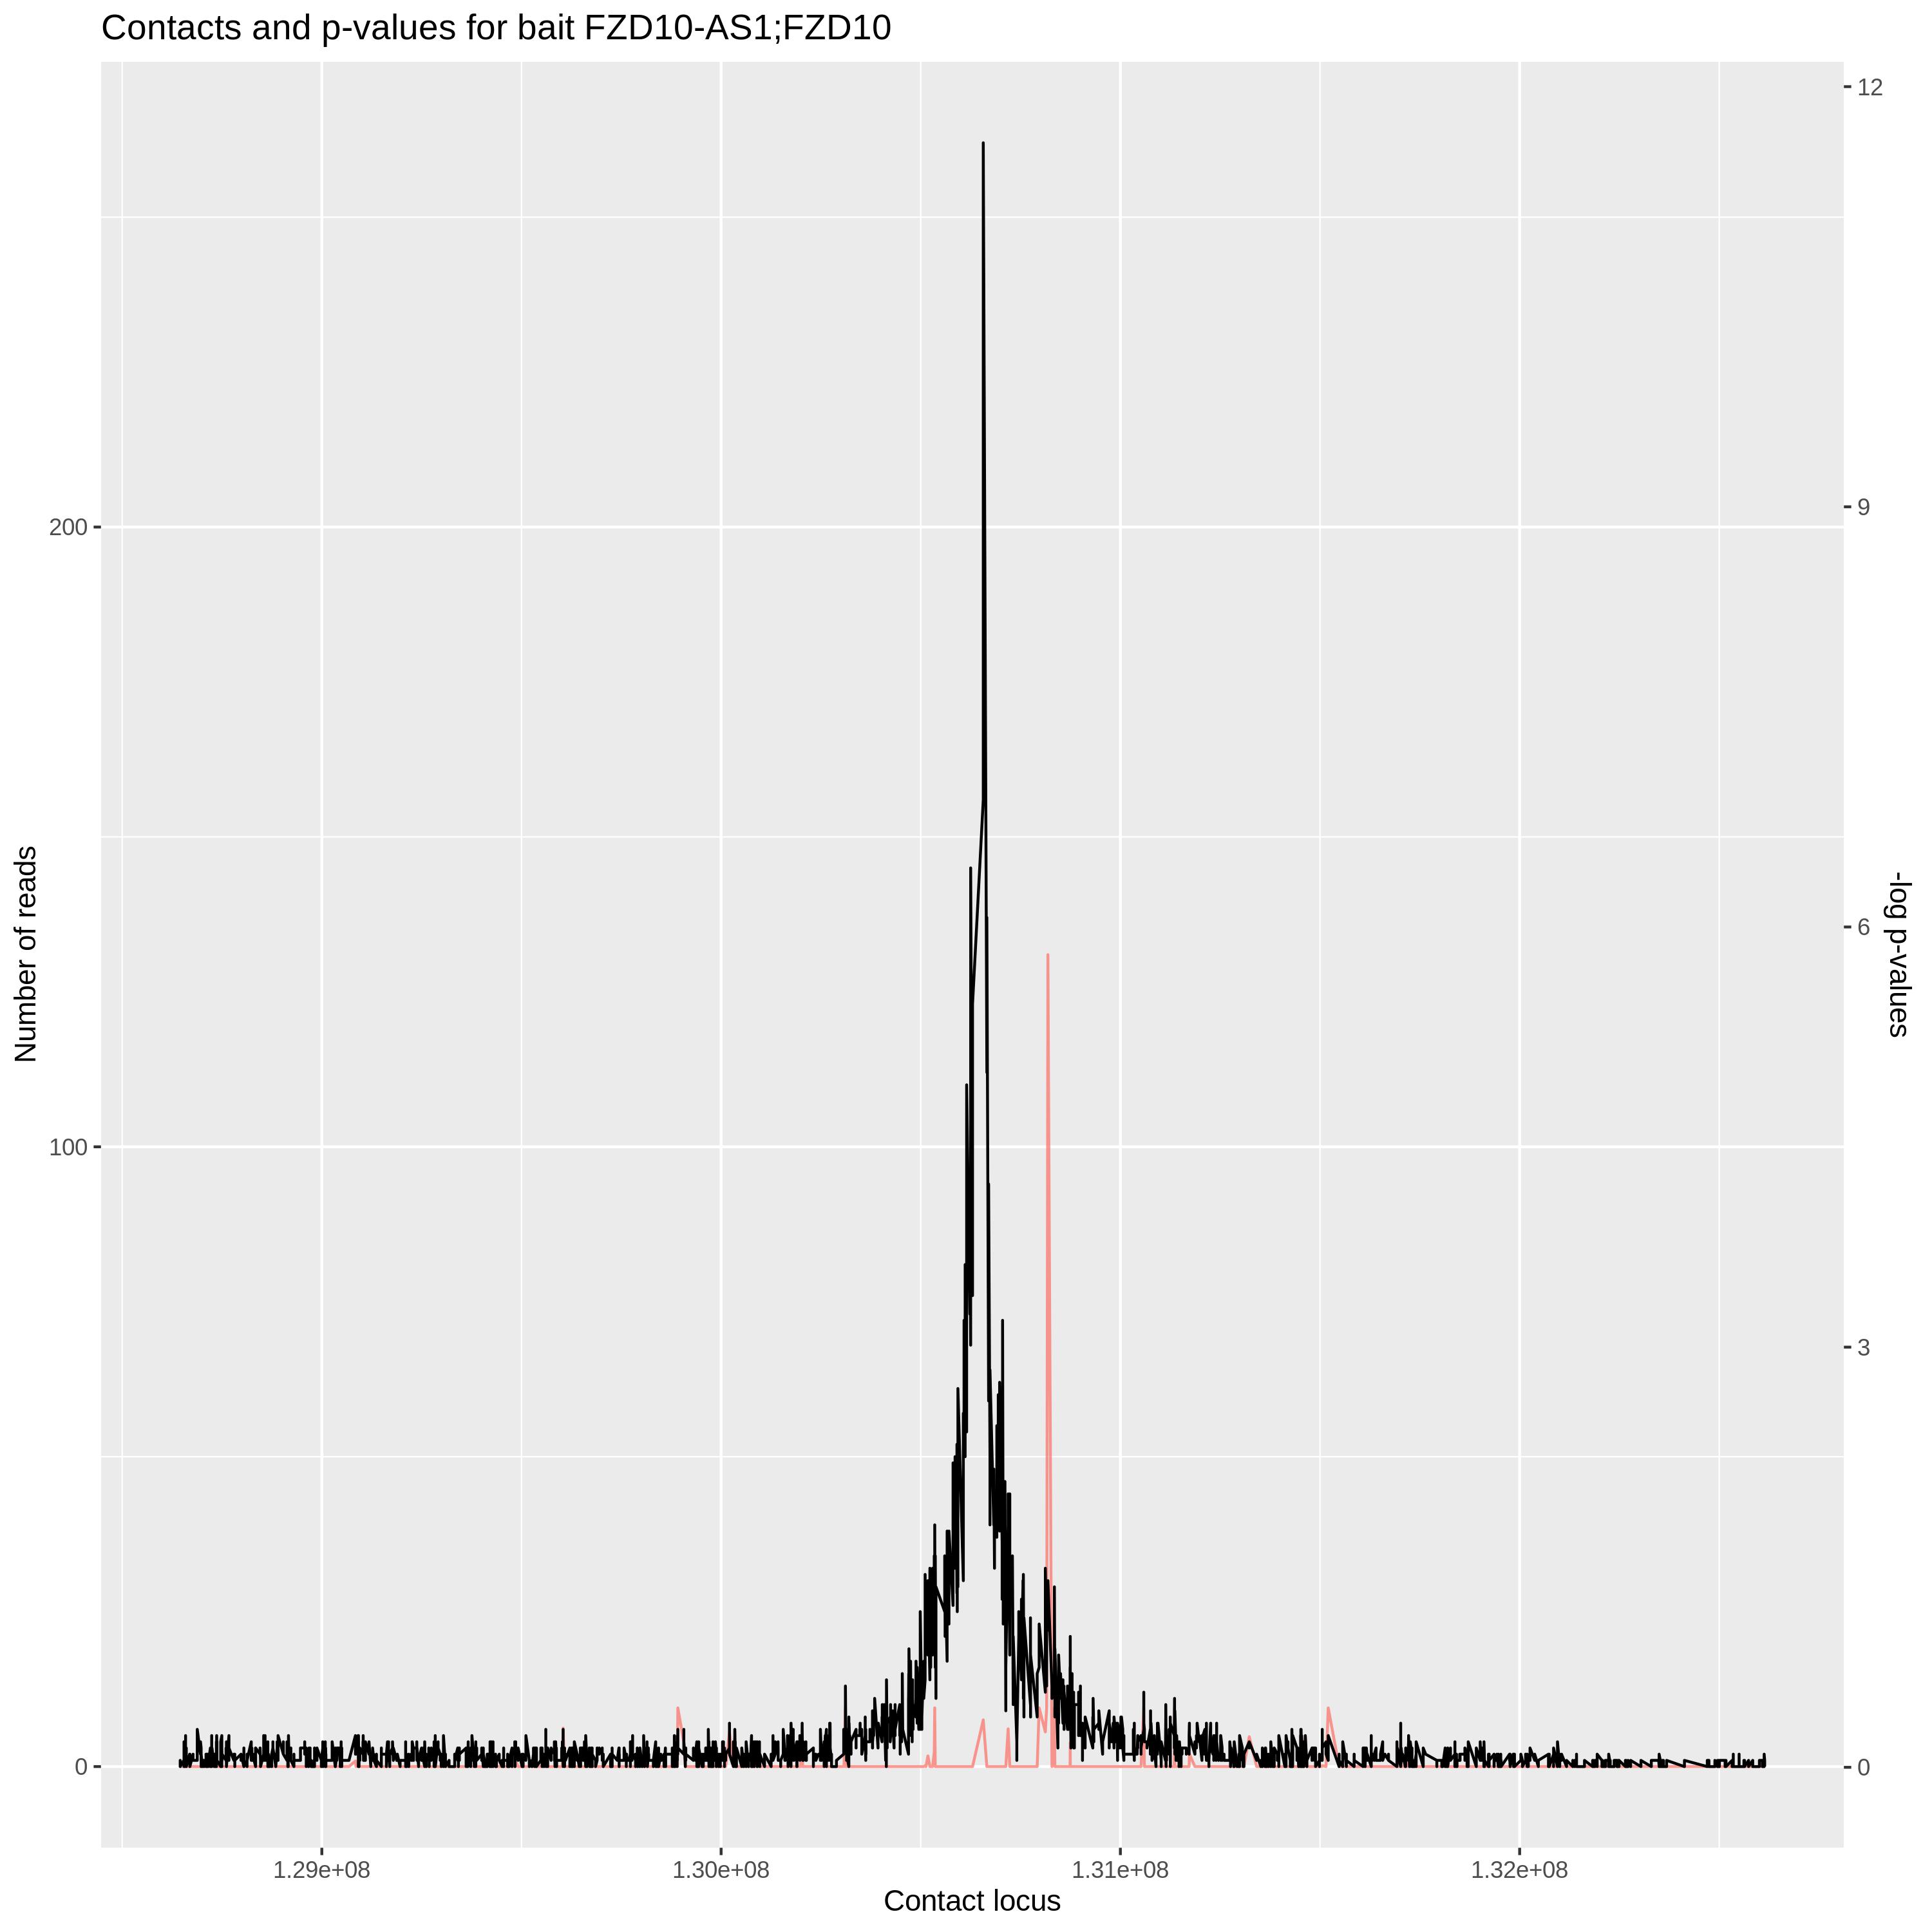 Contacts and p-values for bait FZD10-AS1;FZD10
Number of reads
200
100
0
12
9
6
3
0
-log p-values
1.29e+08
1.30e+08
1.31e+08
1.32e+08
Contact locus